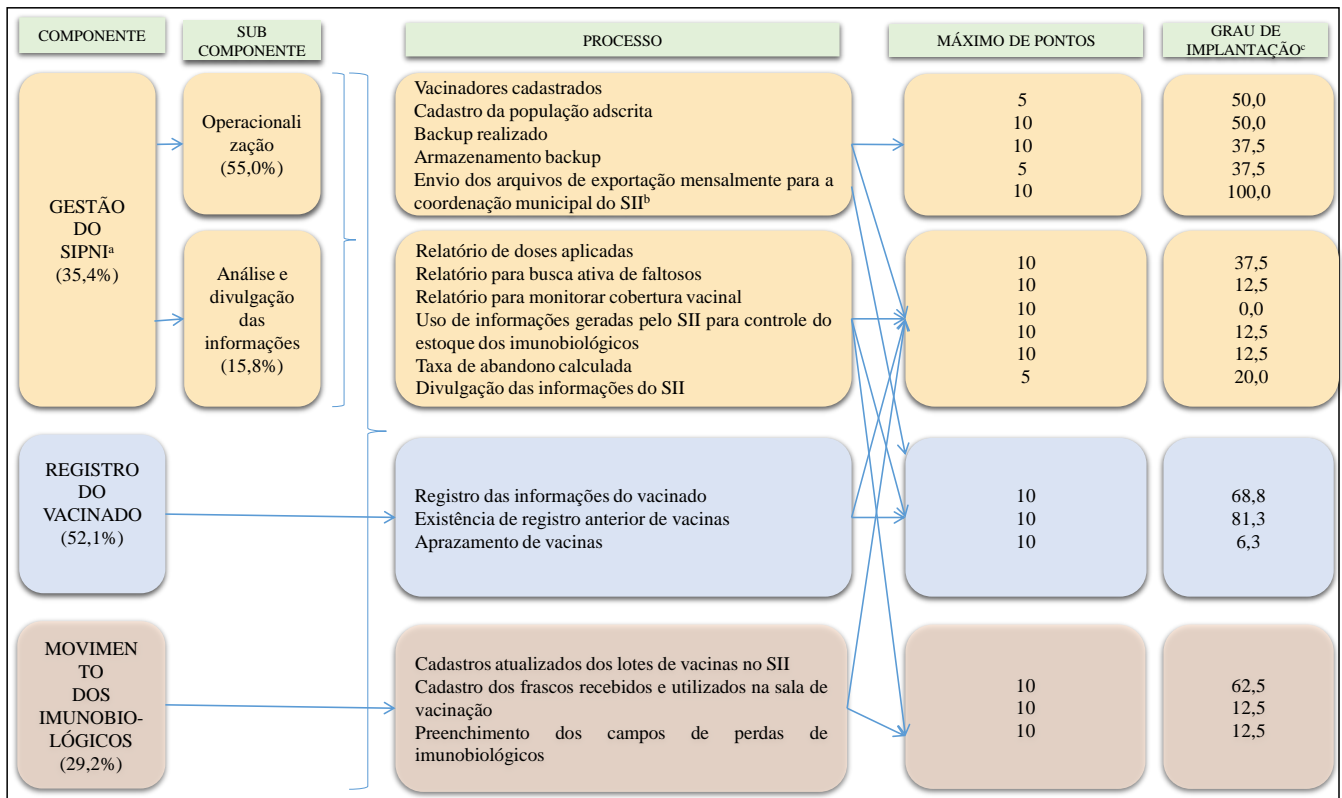 COMPONENTE
SUB
COMPONENTE
PROCESSO
MÁXIMO DE PONTOS
GRAU DE
IMPLANTAÇÃOᶜ
GESTÃO
DO
SIPNIᵃ
(35,4%)
Operacionali
zação
(55,0%)
Vacinadores cadastrados
Cadastro da população adscrita
Backup realizado
Armazenamento backup
Envio dos arquivos de exportação mensalmente para a
coordenação municipal do SIIᵇ
5
10
10
5
10
50,0
50,0
37,5
37,5
100,0
Análise e
divulgação
das
informações
(15,8%)
Relatório de doses aplicadas
Relatório para busca ativa de faltosos
Relatório para monitorar cobertura vacinal
Uso de informações geradas pelo SII para controle do
estoque dos imunobiológicos
Taxa de abandono calculada
Divulgação das informações do SII
10
10
10
10
10
5
37,5
12,5
0,0
12,5
12,5
20,0
REGISTRO
DO
VACINADO
(52,1%)
Registro das informações do vacinado
Existência de registro anterior de vacinas
Aprazamento de vacinas
10
10
10
68,8
81,3
6,3
MOVIMEN
TO
DOS
IMUNOBIO-
LÓGICOS
(29,2%)
Cadastros atualizados dos lotes de vacinas no SII
Cadastro dos frascos recebidos e utilizados na sala de
vacinação
Preenchimento dos campos de perdas de
imunobiológicos
10
10
10
62,5
12,5
12,5